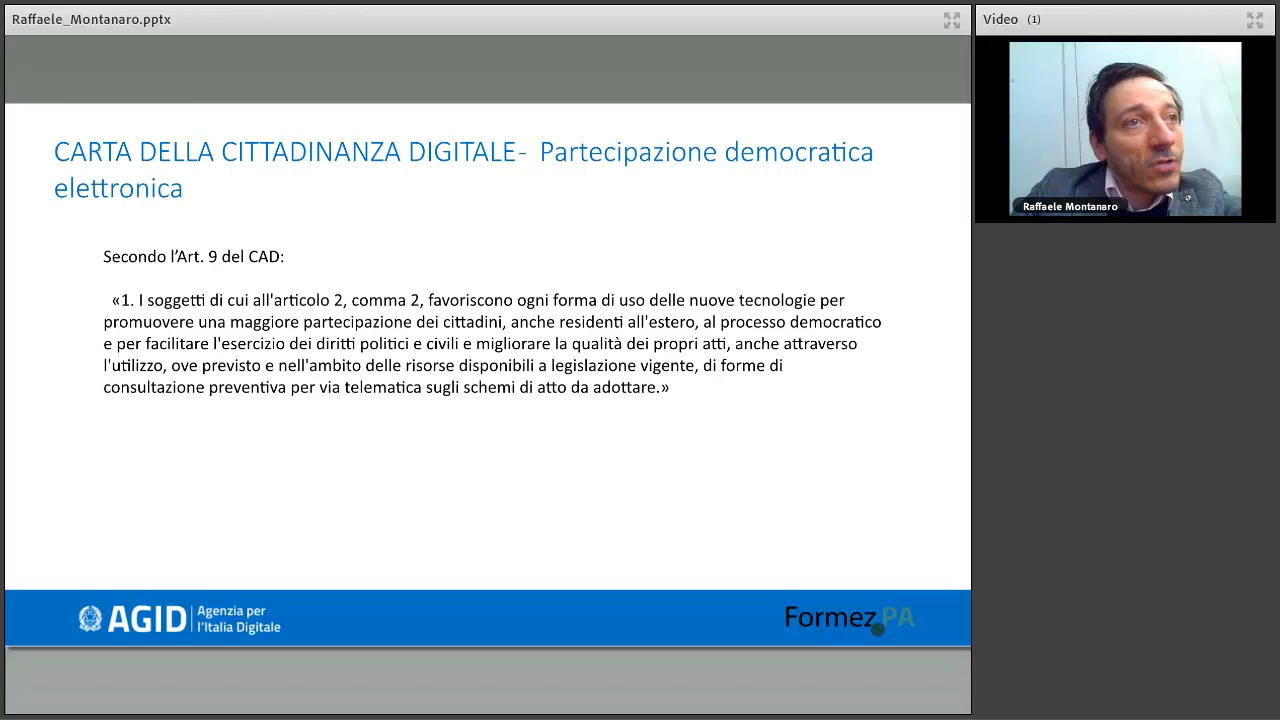 Raffaele_Montanaro.pptx
Video (1)
CARTA DELLA CITTADINANZA DIGITALE- Partecipazione democratica
elettronica
Secondo l’Art. 9 del CAD:
«1. I soggetti di cui all'articolo 2, comma 2, favoriscono ogni forma di uso delle nuove tecnologie per
promuovere una maggiore partecipazione dei cittadini, anche residenti all'estero, al processo democratico
e per facilitare l'esercizio dei diritti politici e civili e migliorare la qualità dei propri atti, anche attraverso
l'utilizzo, ove previsto e nell'ambito delle risorse disponibili a legislazione vigente, di forme di
consultazione preventiva per via telematica sugli schemi di atto da adottare.»
Raffaele Montanaro
AGID
Agenzia per
l’Italia Digitale
Formez PA